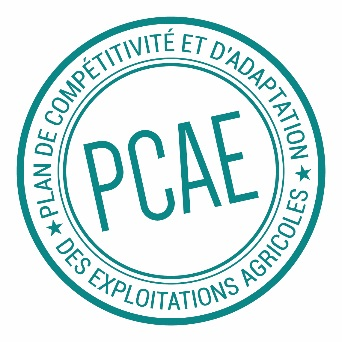 PLAN DE COMPÉTITIVITÉ ET D'ADAPTATION
PCAE
★ DES EXPLOITATIONS AGRICOLES ★